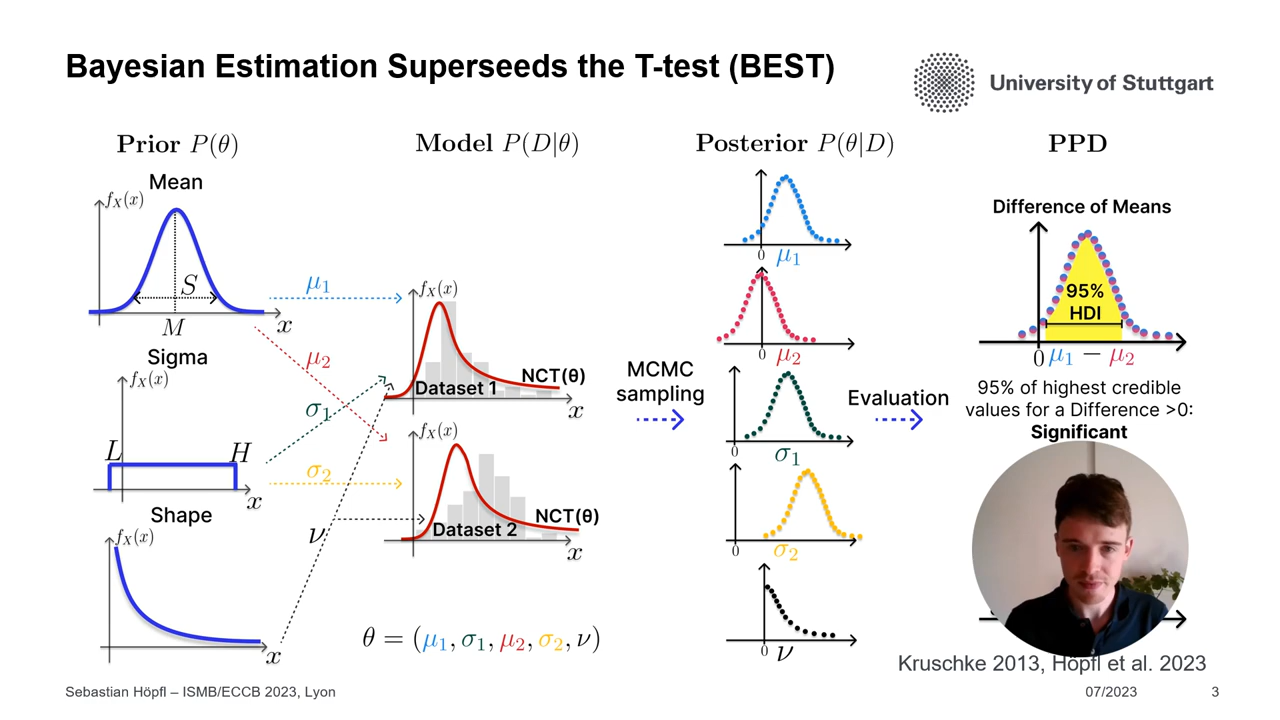 Bayesian Estimation Superseeds the T-test (BEST)
University of Stuttgart
Prior P(θ)
Mean
f_X(x)
S
M
x
Sigma
f_X(x)
L
H
x
Shape
f_X(x)
x
μ₁
μ₂
σ₁
σ₂
ν
Model P(D|θ)
f_X(x)
NCT(θ)
Dataset 1
x
f_X(x)
NCT(θ)
Dataset 2
x
θ = (μ₁, σ₁, μ₂, σ₂, ν)
MCMC
sampling
Posterior P(θ|D)
0 μ₁
0 μ₂
0
σ₁
0 σ₂
0 ν
Evaluation
PPD
Difference of Means
95%
HDI
0 μ₁ − μ₂
95% of highest credible
values for a Difference >0:
Significant
Kruschke 2013, Höpfl et al. 2023
Sebastian Höpfl – ISMB/ECCB 2023, Lyon
07/2023
3